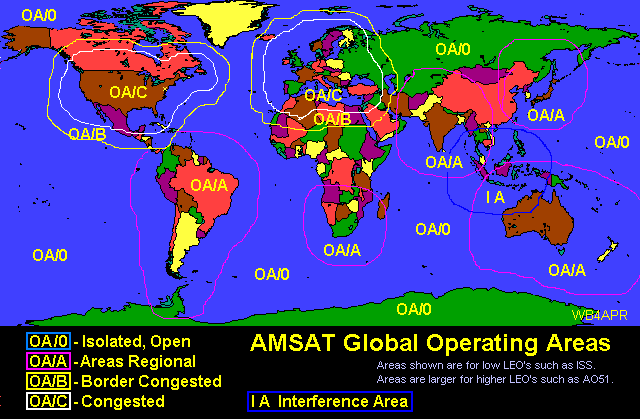 OA/0
OA/0
OA/C
OA/C
OA/B
OA/B
OA/A
OA/0
OA/A
OA/A
I A
OA/0
OA/A
OA/0
OA/0
OA/A
OA/A
OA/0
WB4APR
OA/0 - Isolated, Open
OA/A - Areas Regional
OA/B - Border Congested
OA/C - Congested
AMSAT Global Operating Areas
Areas shown are for low LEO's such as ISS.
Areas are larger for higher LEO's such as AO51.
I A Interference Area